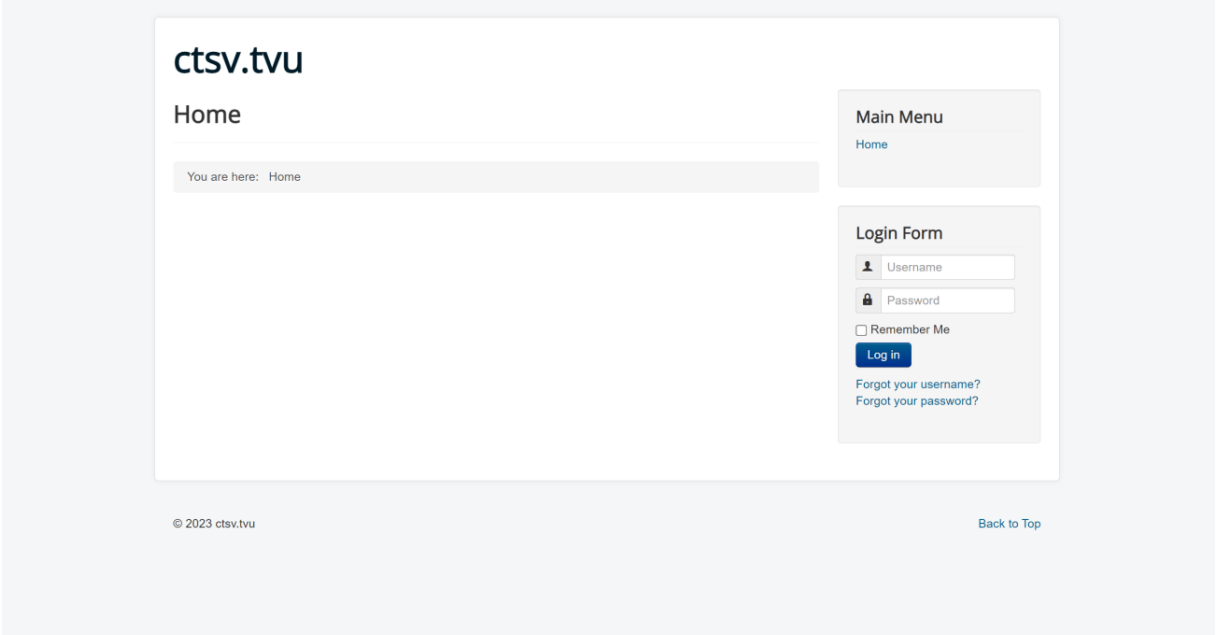 ctsv.tvu
Home
You are here: Home
Main Menu
Home
Login Form
Username
Password
Remember Me
Log in
Forgot your username?
Forgot your password?
© 2023 ctsv.tvu
Back to Top